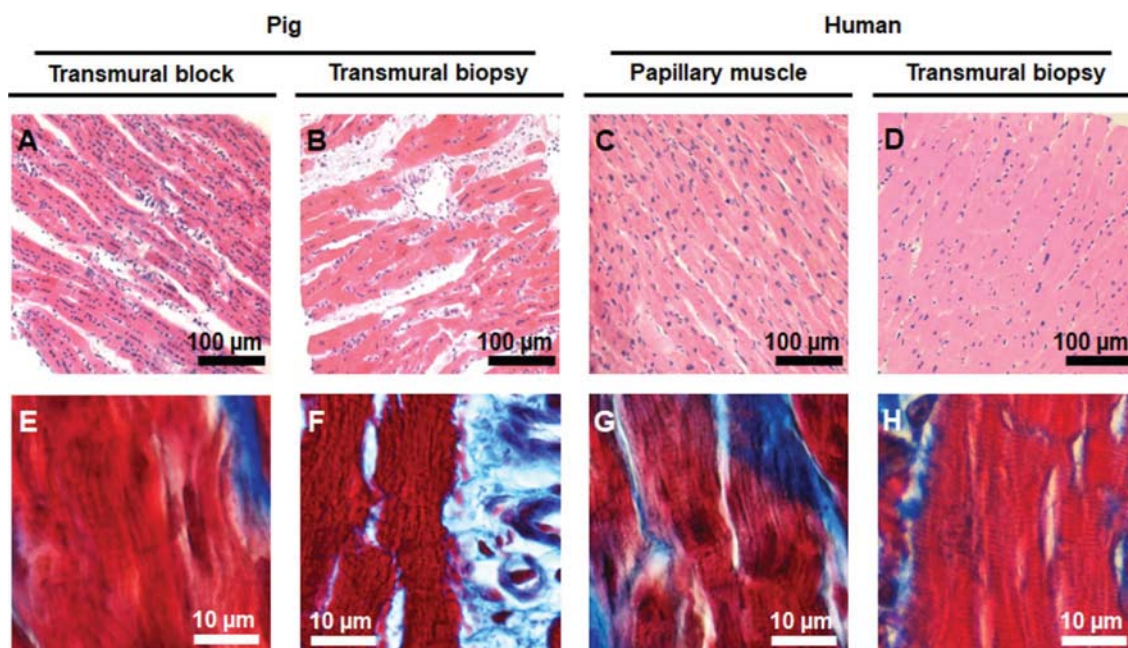 Pig Human
Transmural block Transmural biopsy Papillary muscle Transmural biopsy
A B C D
100 µm 100 µm 100 µm 100 µm
E F G H
10 µm 10 µm 10 µm 10 µm